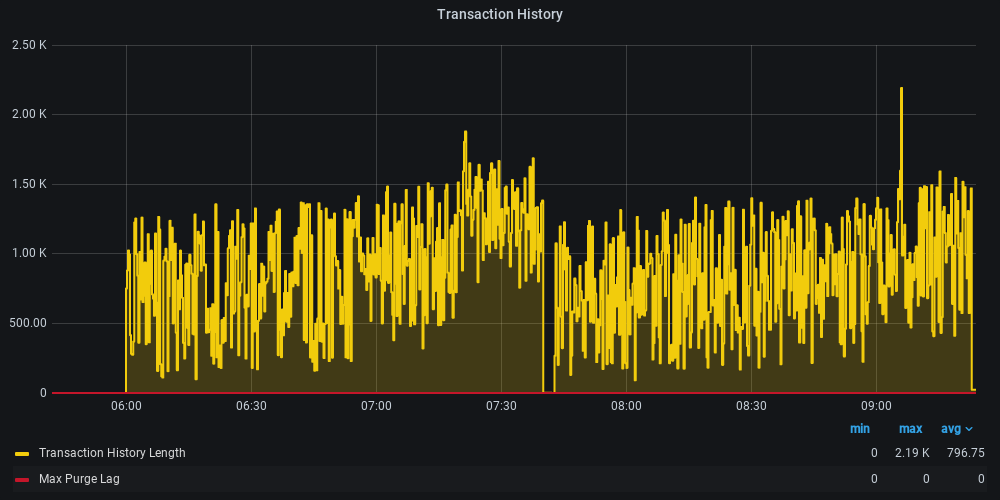 Transaction History
2.50 K
2.00 K
1.50 K
1.00 K
500.00
0
06:00 06:30 07:00 07:30 08:00 08:30 09:00
min max avg
Transaction History Length 0 2.19 K 796.75
Max Purge Lag 0 0 0